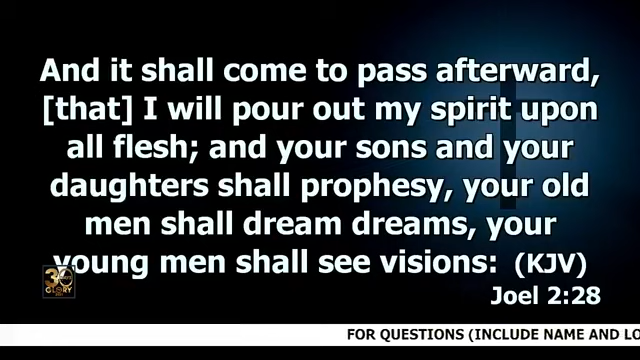 And it shall come to pass afterward,
[that] I will pour out my spirit upon
all flesh; and your sons and your
daughters shall prophesy, your old
men shall dream dreams, your
young men shall see visions: (KJV)
Joel 2:28
30
GLORY
FOR QUESTIONS (INCLUDE NAME AND LO